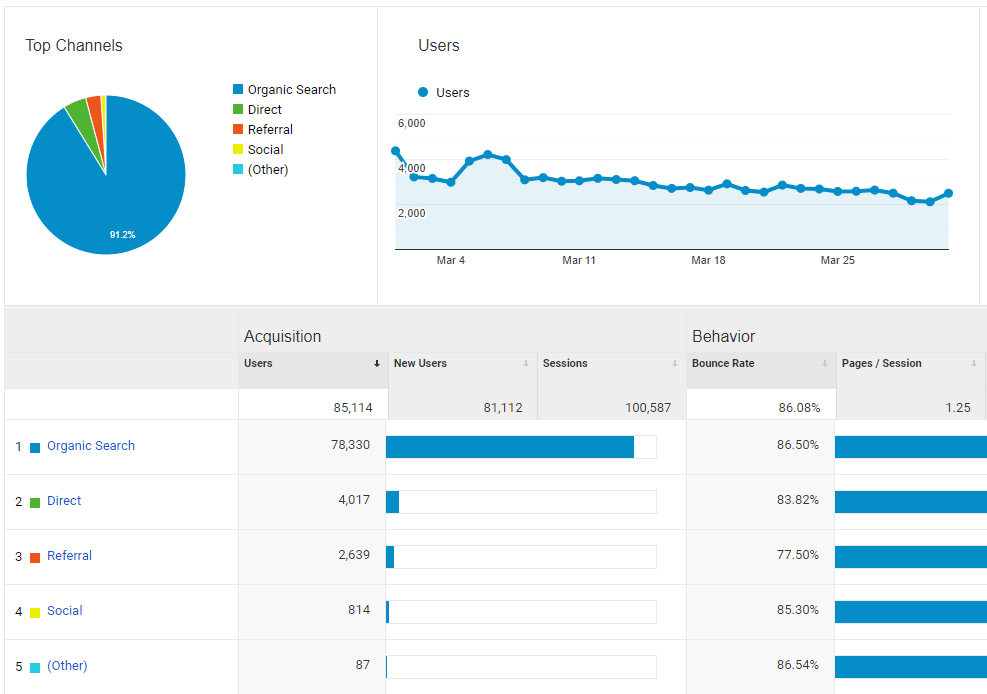 Top Channels
Users
Organic Search
Direct
Referral
Social
(Other)
91.2%
Users
6,000
4,000
2,000
Mar 4 Mar 11 Mar 18 Mar 25
Acquisition Behavior
Users New Users Sessions Bounce Rate Pages / Session
85,114 81,112 100,587 86.08% 1.25
1 Organic Search 78,330 86.50%
2 Direct 4,017 83.82%
3 Referral 2,639 77.50%
4 Social 814 85.30%
5 (Other) 87 86.54%